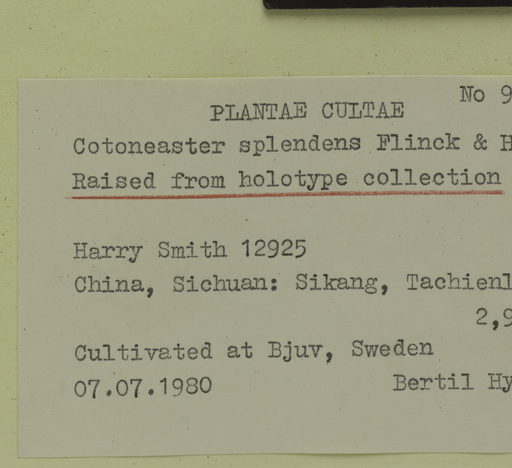 No 9
PLANTAE CULTAE
Cotoneaster splendens Flinck & H
Raised from holotype collection
Harry Smith 12925
China, Sichuan: Sikang, Tachienl
2,9
Cultivated at Bjuv, Sweden
07.07.1980 Bertil Hy